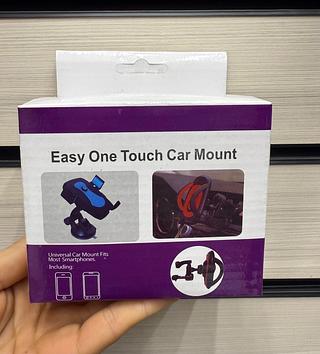 Easy One Touch Car Mount
Universal Car Mount Fits
Most Smartphones.
Including: